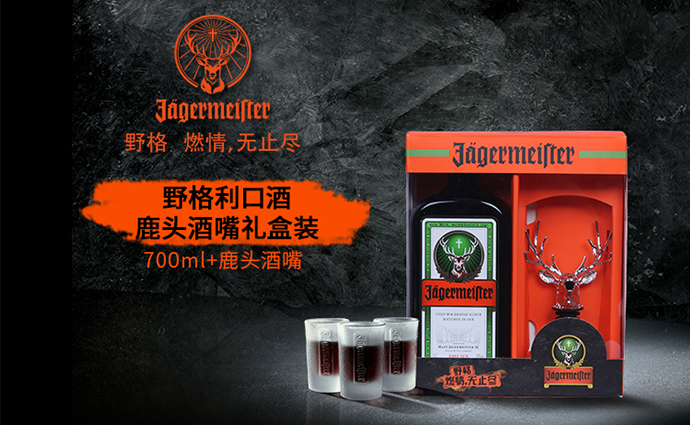 Jägermeister
野格 燃情,无止尽
野格利口酒
鹿头酒嘴礼盒装
700ml+鹿头酒嘴
Jägermeister
Jägermeister
Jägermeister
野格
燃情,无止尽